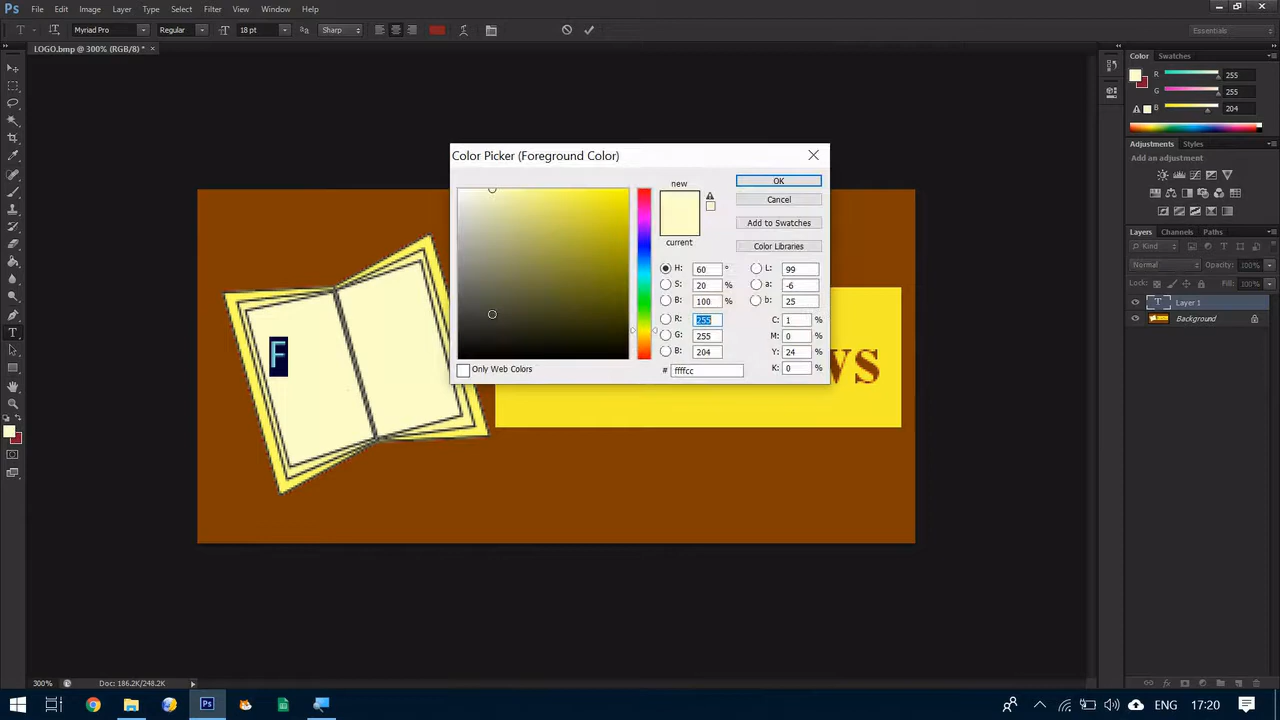 Ps File Edit Image Layer Type Select Filter View Window Help
T Myriad Pro Regular 18 pt Sharp Essentials
LOGO.bmp @ 300% (RGB/8) * ×
Color Swatches
R 255
G 255
B 204
Adjustments Styles
Add an adjustment
Layers Channels Paths
Kind
Normal Opacity: 100%
Lock: Fill: 100%
T Layer 1
Background
Color Picker (Foreground Color)
new
current
OK
Cancel
Add to Swatches
Color Libraries
H: 60 °
S: 20 %
B: 100 %
R: 255
G: 255
B: 204
L: 99
a: -6
b: 25
C: 1 %
M: 0 %
Y: 24 %
K: 0 %
# ffffcc
Only Web Colors
F
WS
300% Doc: 186.2K/248.2K
Ps ENG 17:20